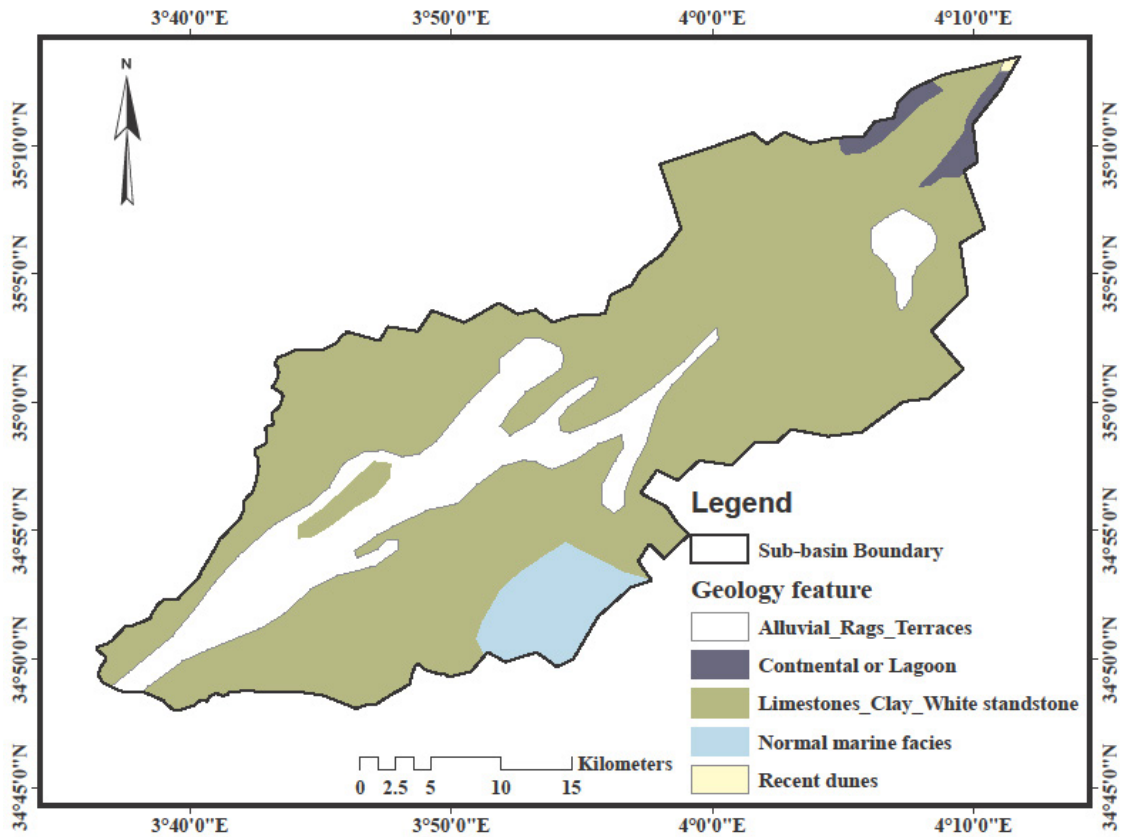 3°40'0"E 3°50'0"E 4°0'0"E 4°10'0"E
N
35°10'0"N 35°10'0"N
35°5'0"N 35°5'0"N
35°0'0"N 35°0'0"N
34°55'0"N 34°55'0"N
34°50'0"N 34°50'0"N
34°45'0"N 34°45'0"N
Legend
Sub-basin Boundary
Geology feature
Alluvial_Rags_Terraces
Contnental or Lagoon
Limestones_Clay_White standstone
Normal marine facies
Recent dunes
Kilometers
0 2.5 5 10 15
3°40'0"E 3°50'0"E 4°0'0"E 4°10'0"E